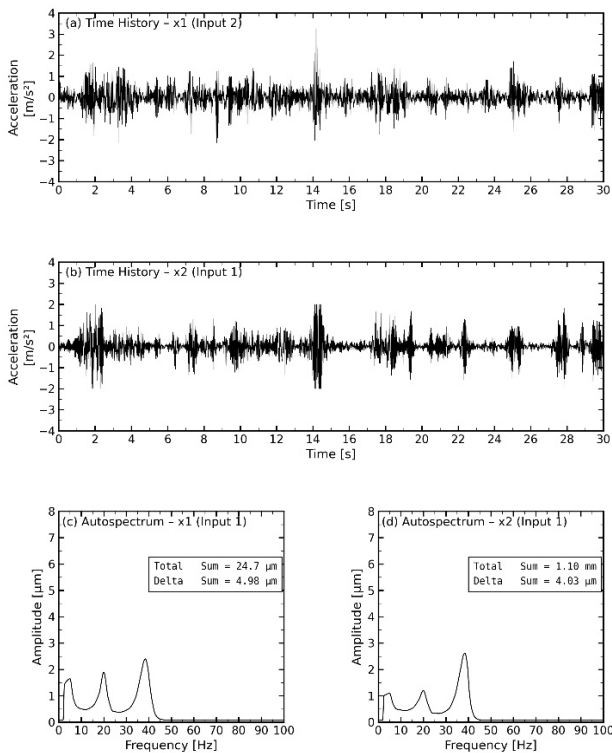 (a) Time History – x1 (Input 2)
4
3
2
1
0
−1
−2
−3
−4
Acceleration
[m/s²]
0 2 4 6 8 10 12 14 16 18 20 22 24 26 28 30
Time [s]
(b) Time History – x2 (Input 1)
4
3
2
1
0
−1
−2
−3
−4
Acceleration
[m/s²]
0 2 4 6 8 10 12 14 16 18 20 22 24 26 28 30
Time [s]
(c) Autospectrum – x1 (Input 1)
Total Sum = 24.7 μm
Delta Sum = 4.98 μm
8
7
6
5
4
3
2
1
0
Amplitude [μm]
0 10 20 30 40 50 60 70 80 90 100
Frequency [Hz]
(d) Autospectrum – x2 (Input 1)
Total Sum = 1.10 mm
Delta Sum = 4.03 μm
8
7
6
5
4
3
2
1
0
Amplitude [μm]
0 10 20 30 40 50 60 70 80 90 100
Frequency [Hz]